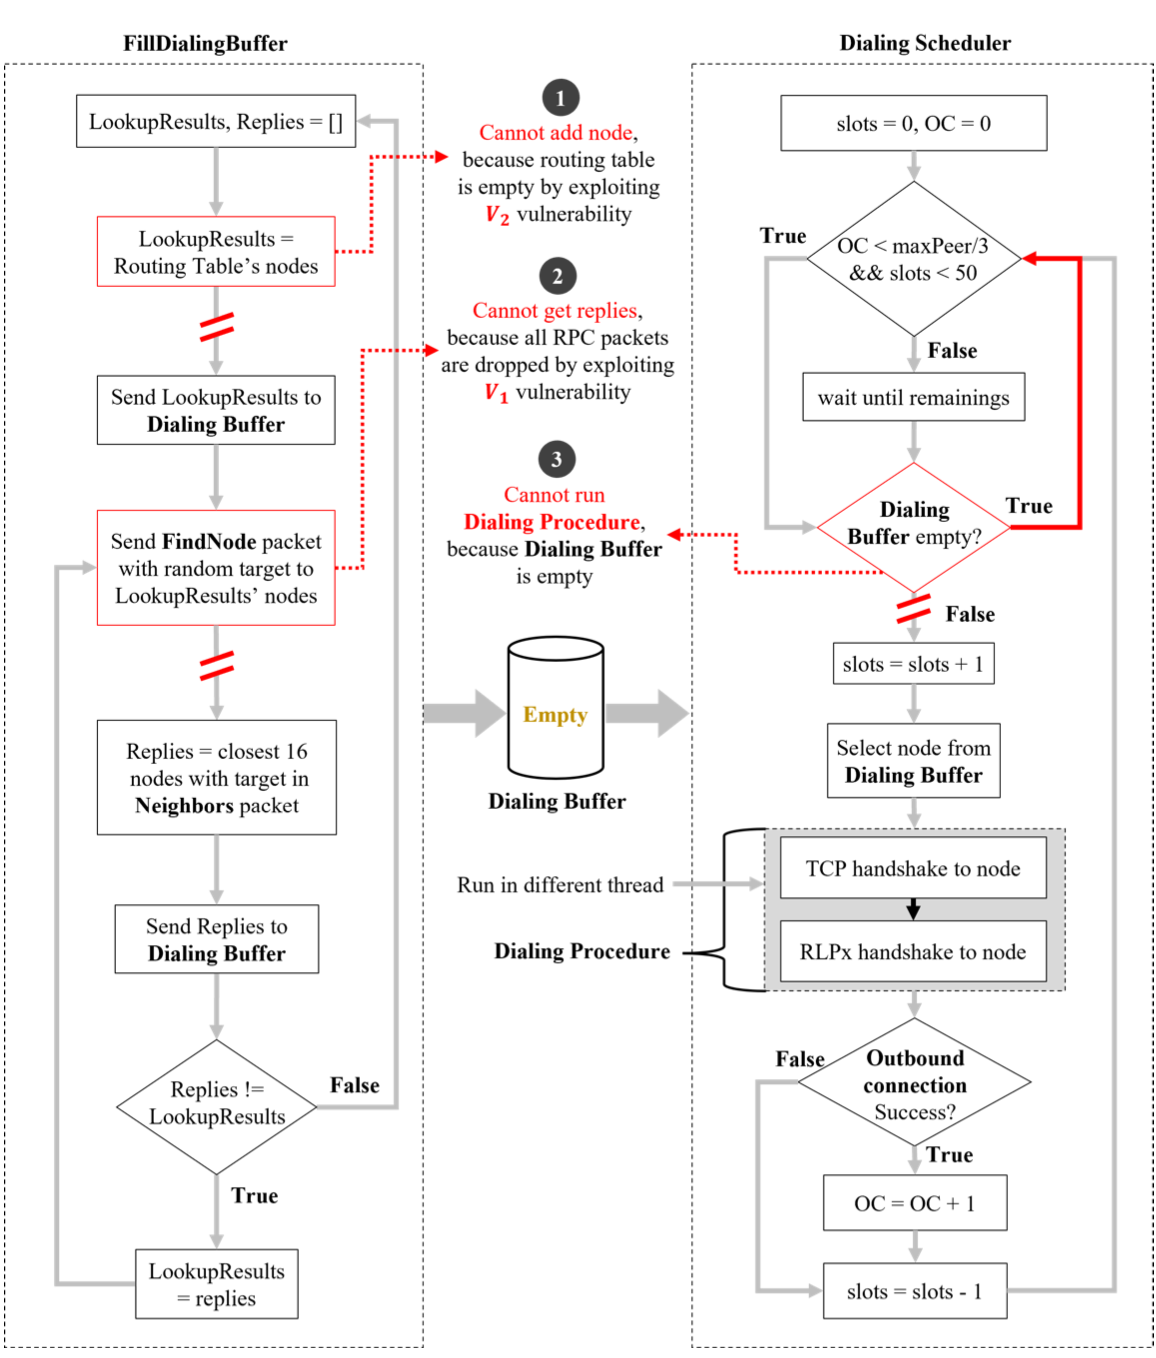 FillDialingBuffer
LookupResults, Replies = []
LookupResults =
Routing Table's nodes
Send LookupResults to
Dialing Buffer
Send FindNode packet
with random target to
LookupResults' nodes
Replies = closest 16
nodes with target in
Neighbors packet
Send Replies to
Dialing Buffer
Replies !=
LookupResults
False
True
LookupResults
= replies
1
Cannot add node,
because routing table
is empty by exploiting
V2 vulnerability
2
Cannot get replies,
because all RPC packets
are dropped by exploiting
V1 vulnerability
3
Cannot run
Dialing Procedure,
because Dialing Buffer
is empty
Empty
Dialing Buffer
Run in different thread
Dialing Procedure
Dialing Scheduler
slots = 0, OC = 0
True
OC < maxPeer/3
&& slots < 50
False
wait until remainings
Dialing
Buffer empty?
True
False
slots = slots + 1
Select node from
Dialing Buffer
TCP handshake to node
RLPx handshake to node
False
Outbound
connection
Success?
True
OC = OC + 1
slots = slots - 1